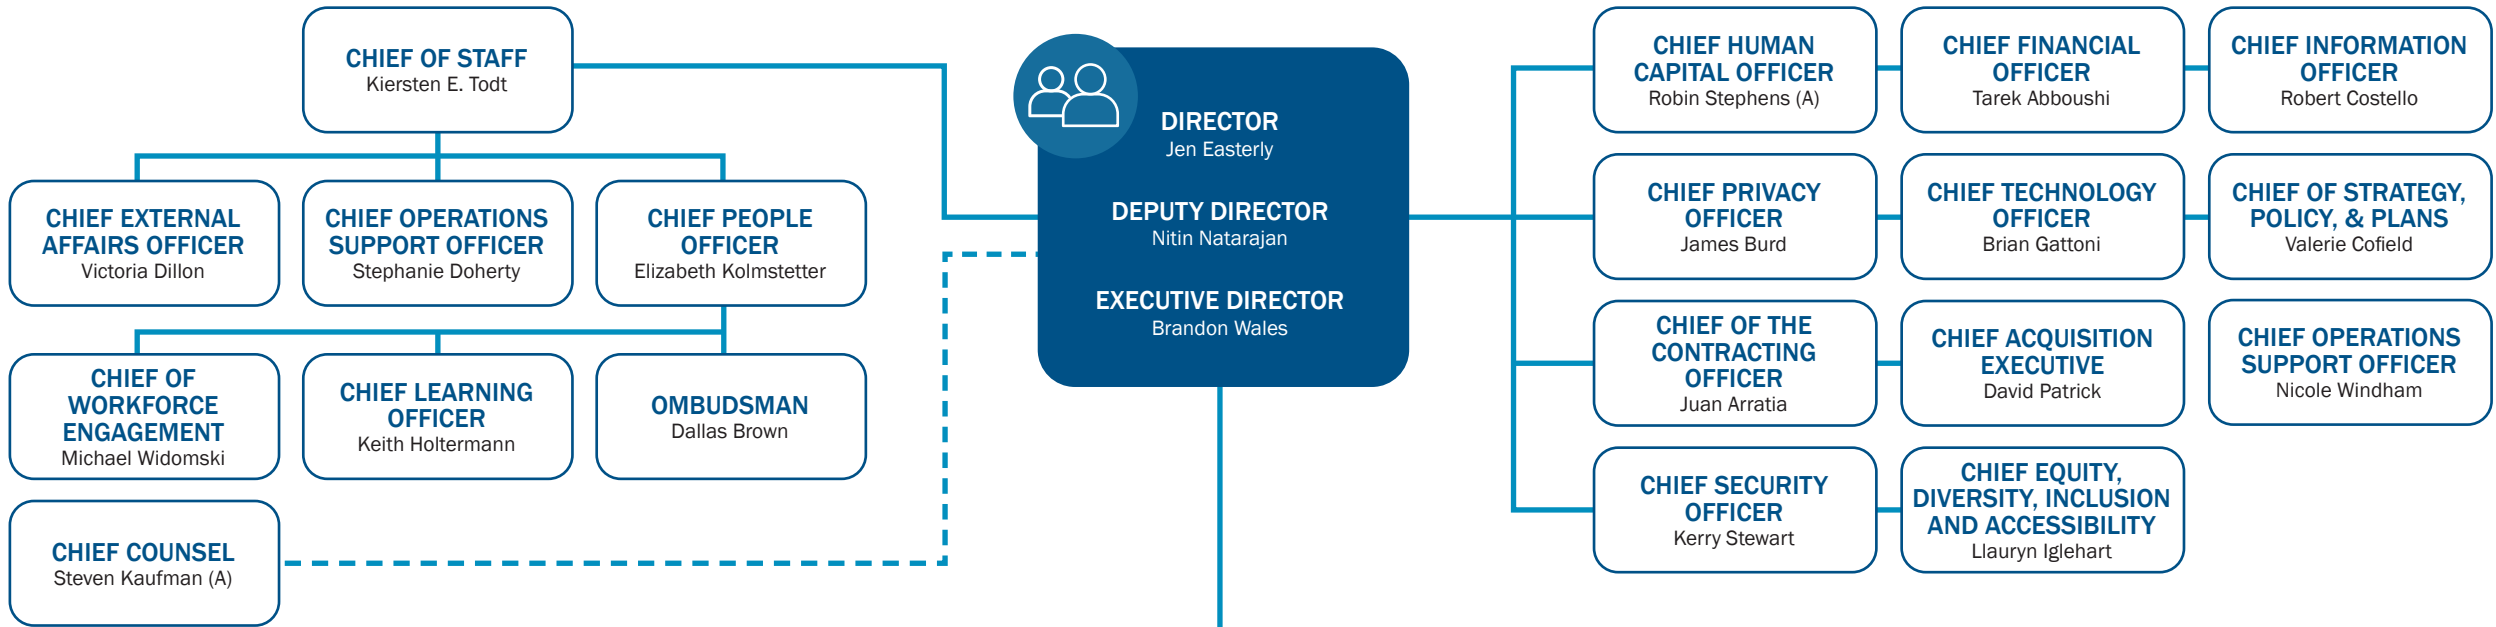 CHIEF OF STAFF
Kiersten E. Todt
CHIEF EXTERNAL
AFFAIRS OFFICER
Victoria Dillon
CHIEF OPERATIONS
SUPPORT OFFICER
Stephanie Doherty
CHIEF PEOPLE
OFFICER
Elizabeth Kolmstetter
CHIEF OF
WORKFORCE
ENGAGEMENT
Michael Widomski
CHIEF LEARNING
OFFICER
Keith Holtermann
OMBUDSMAN
Dallas Brown
CHIEF COUNSEL
Steven Kaufman (A)
DIRECTOR
Jen Easterly
DEPUTY DIRECTOR
Nitin Natarajan
EXECUTIVE DIRECTOR
Brandon Wales
CHIEF HUMAN
CAPITAL OFFICER
Robin Stephens (A)
CHIEF FINANCIAL
OFFICER
Tarek Abboushi
CHIEF INFORMATION
OFFICER
Robert Costello
CHIEF PRIVACY
OFFICER
James Burd
CHIEF TECHNOLOGY
OFFICER
Brian Gattoni
CHIEF OF STRATEGY,
POLICY, & PLANS
Valerie Cofield
CHIEF OF THE
CONTRACTING
OFFICER
Juan Arratia
CHIEF ACQUISITION
EXECUTIVE
David Patrick
CHIEF OPERATIONS
SUPPORT OFFICER
Nicole Windham
CHIEF SECURITY
OFFICER
Kerry Stewart
CHIEF EQUITY,
DIVERSITY, INCLUSION
AND ACCESSIBILITY
Llauryn Iglehart